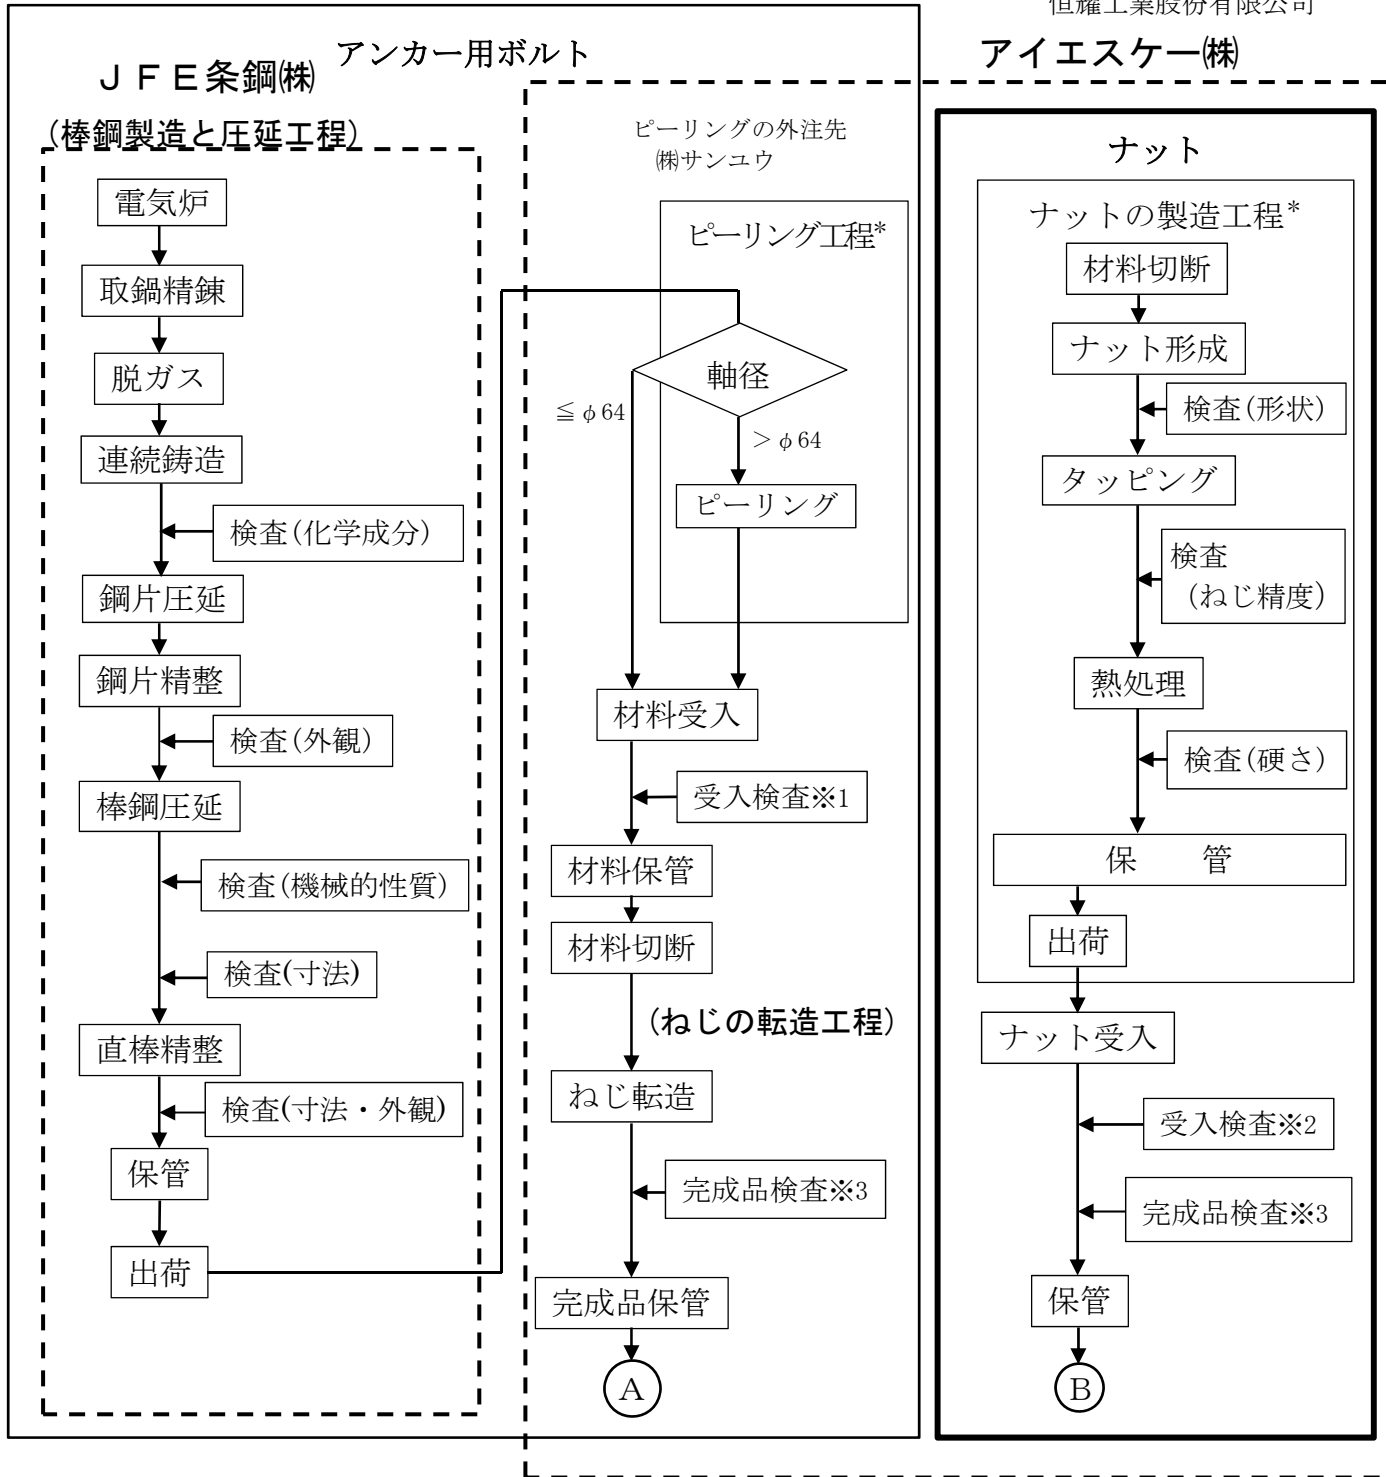 但耀工業股份有限公司
アンカー用ボルト
アイエスケー㈱
ＪＦＥ条鋼㈱
(棒鋼製造と圧延工程)
電気炉
取鍋精錬
脱ガス
連続鋳造
検査(化学成分)
鋼片圧延
鋼片精整
検査(外観)
棒鋼圧延
検査(機械的性質)
検査(寸法)
直棒精整
検査(寸法・外観)
保管
出荷
ピーリングの外注先
㈱サンユウ
ピーリング工程*
軸径
≦φ64
＞φ64
ピーリング
材料受入
受入検査※1
材料保管
材料切断
(ねじの転造工程)
ねじ転造
完成品検査※3
完成品保管
A
ナット
ナットの製造工程*
材料切断
ナット形成
検査(形状)
タッピング
検査
(ねじ精度)
熱処理
検査(硬さ)
保　管
出荷
ナット受入
受入検査※2
完成品検査※3
保管
B